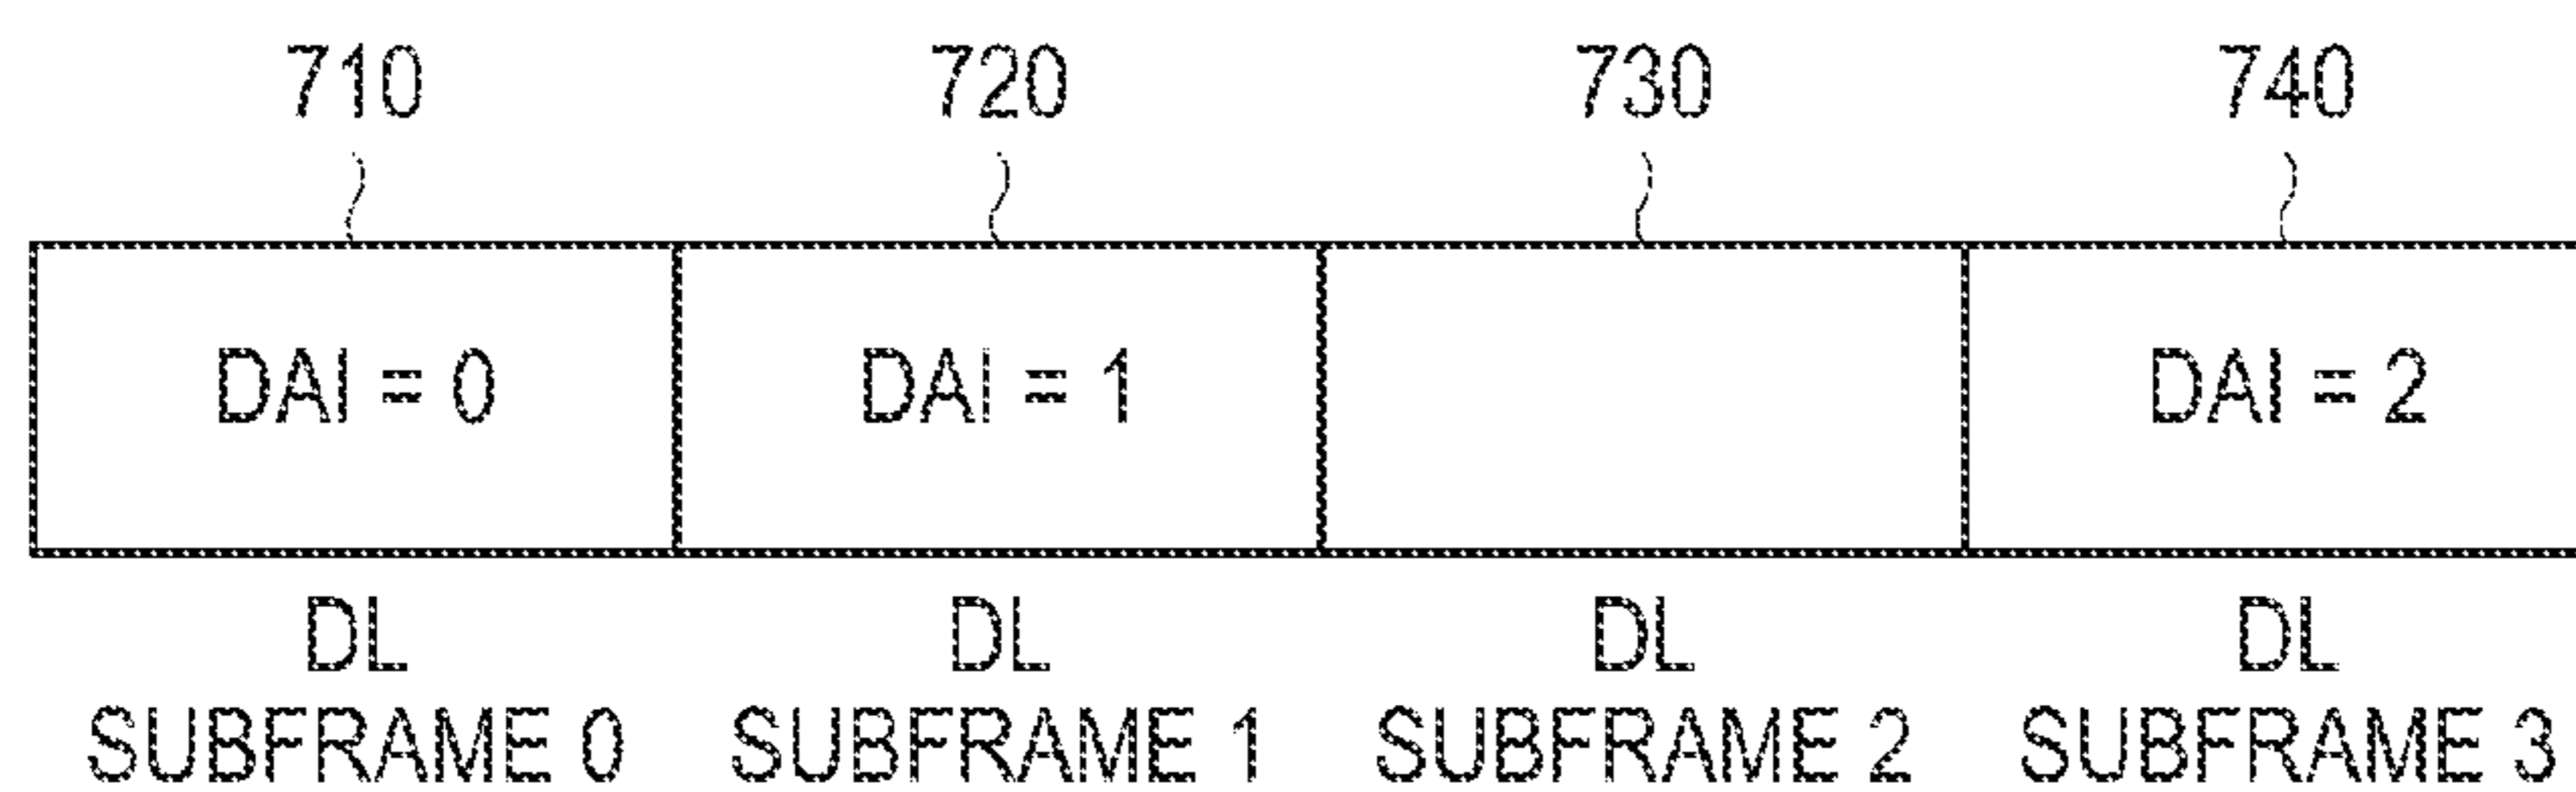 710 720 730 740
DAI = 0 DAI = 1 DAI = 2
DL DL DL DL
SUBFRAME 0 SUBFRAME 1 SUBFRAME 2 SUBFRAME 3